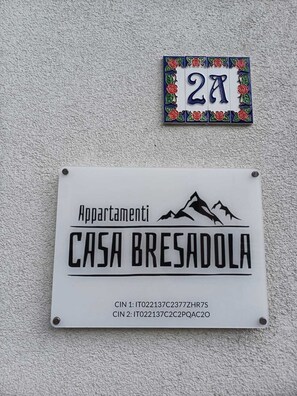 2A
Appartamenti
CASA BRESADOLA
CIN 1: IT022137C2377ZHR7S
CIN 2: IT022137C2C2PQAC2O